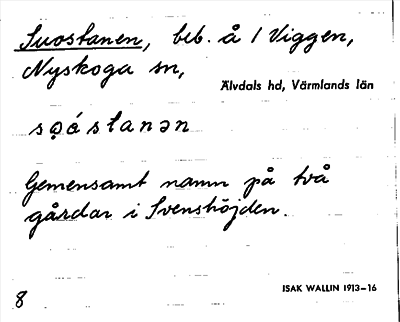 Suostanen, beb. å 1 Viggen,
Nyskoga sn,
Älvdals hd, Värmlands län
sǫástanən
Gemensamt namn på två
gårdar i Svenshöjden.
ISAK WALLIN 1913-16
8